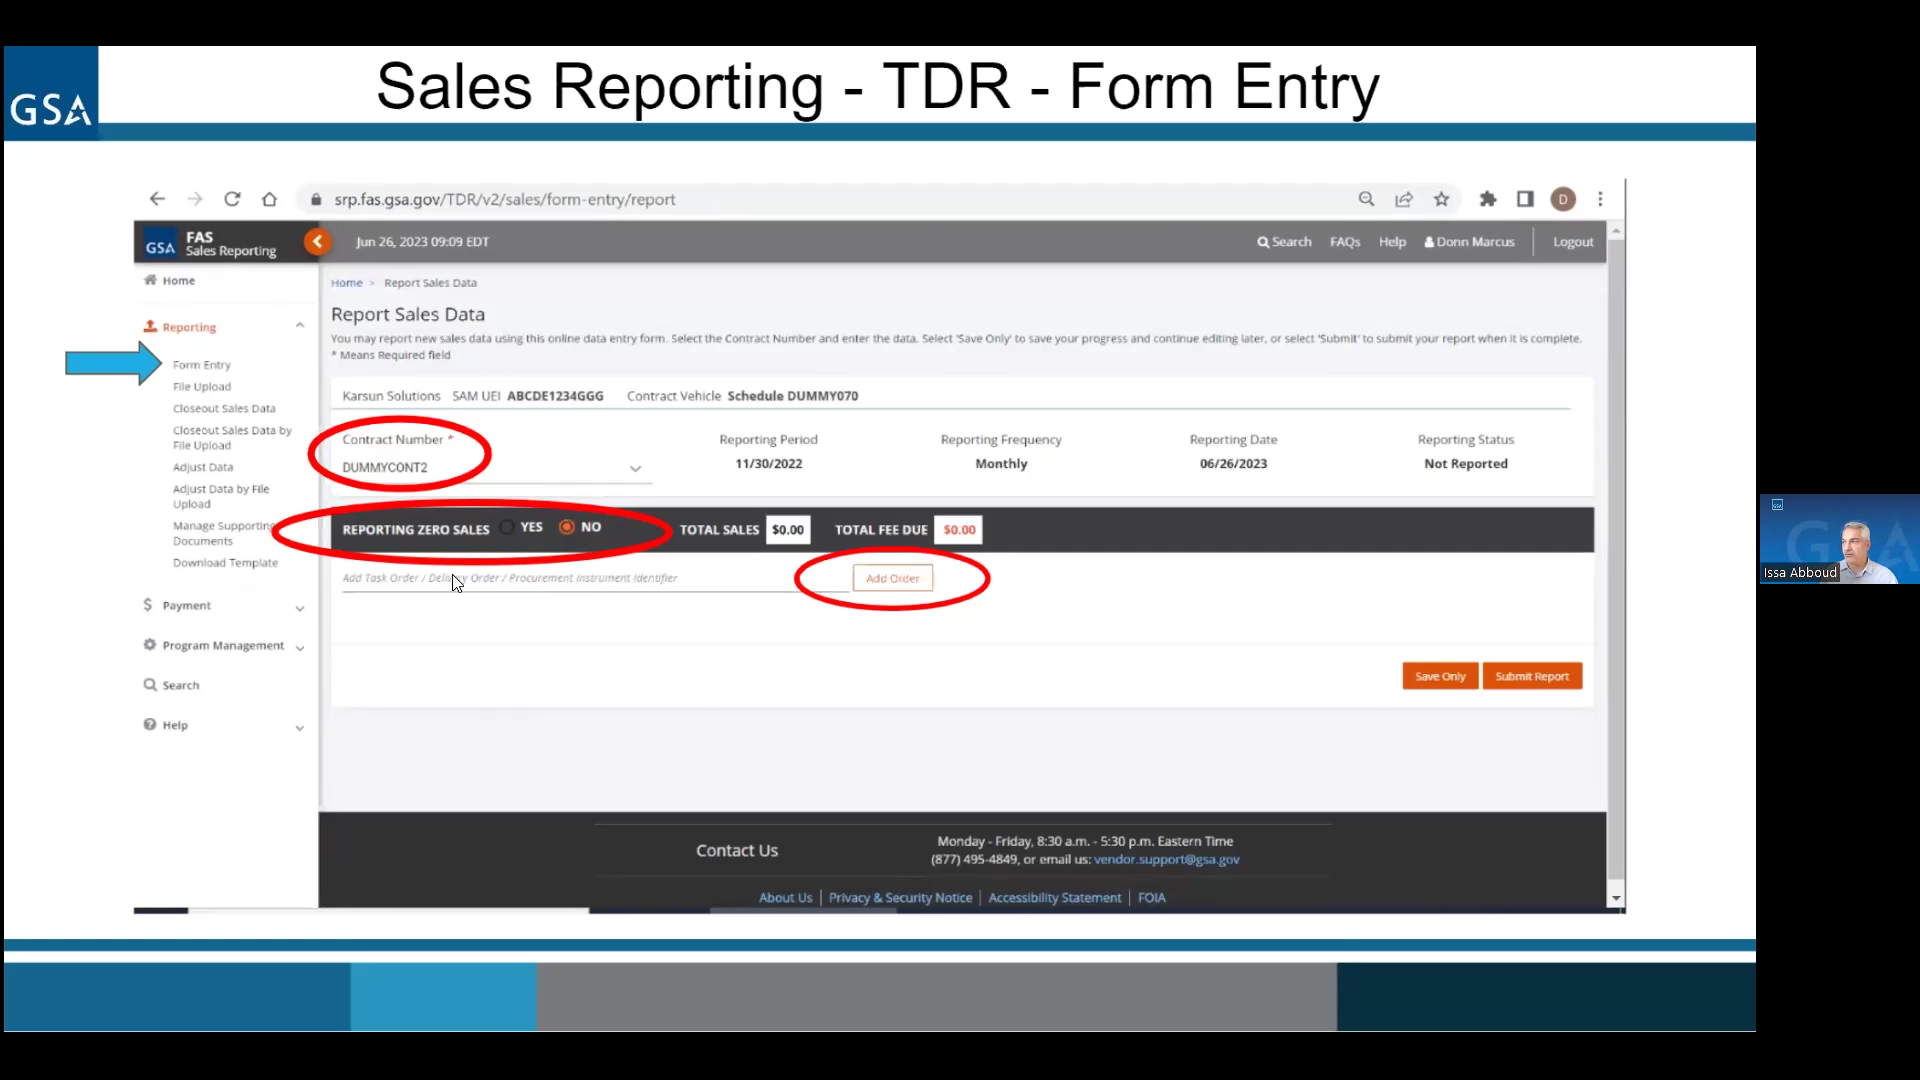 GSA
Sales Reporting - TDR - Form Entry
srp.fas.gsa.gov/TDR/v2/sales/form-entry/report
D
GSA
FAS
Sales Reporting
Jun 26, 2023 09:09 EDT
Search
FAQs
Help
Donn Marcus
Logout
Home
Reporting
Form Entry
File Upload
Closeout Sales Data
Closeout Sales Data by
File Upload
Adjust Data
Adjust Data by File
Upload
Manage Supporting
Documents
Download Template
Payment
Program Management
Search
Help
Home > Report Sales Data
Report Sales Data
You may report new sales data using this online data entry form. Select the Contract Number and enter the data. Select 'Save Only' to save your progress and continue editing later, or select 'Submit' to submit your report when it is complete.
* Means Required field
Karsun Solutions SAM UEI ABCDE1234GGG Contract Vehicle Schedule DUMMY070
Contract Number *
DUMMYCONT2
Reporting Period
11/30/2022
Reporting Frequency
Monthly
Reporting Date
06/26/2023
Reporting Status
Not Reported
REPORTING ZERO SALES YES NO TOTAL SALES $0.00 TOTAL FEE DUE $0.00
Add Task Order / Delivery Order / Procurement Instrument Identifier
Add Order
Save Only
Submit Report
Contact Us
Monday - Friday, 8:30 a.m. - 5:30 p.m. Eastern Time
(877) 495-4849, or email us: vendor.support@gsa.gov
About Us | Privacy & Security Notice | Accessibility Statement | FOIA
GSA
Issa Abboud